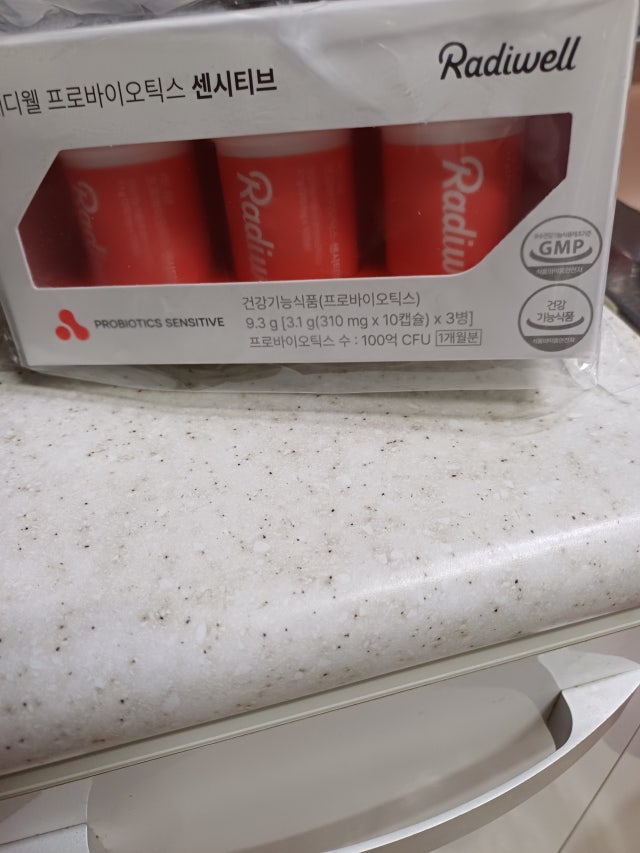 Radiwell
디웰 프로바이오틱스 센시티브
Radiwell
Radiw
Radiw
GMP
건강
기능식품
PROBIOTICS SENSITIVE
건강기능식품(프로바이오틱스)
9.3 g [3.1 g(310 mg x 10캡슐) x 3병]
프로바이오틱스 수 : 100억 CFU 1개월분